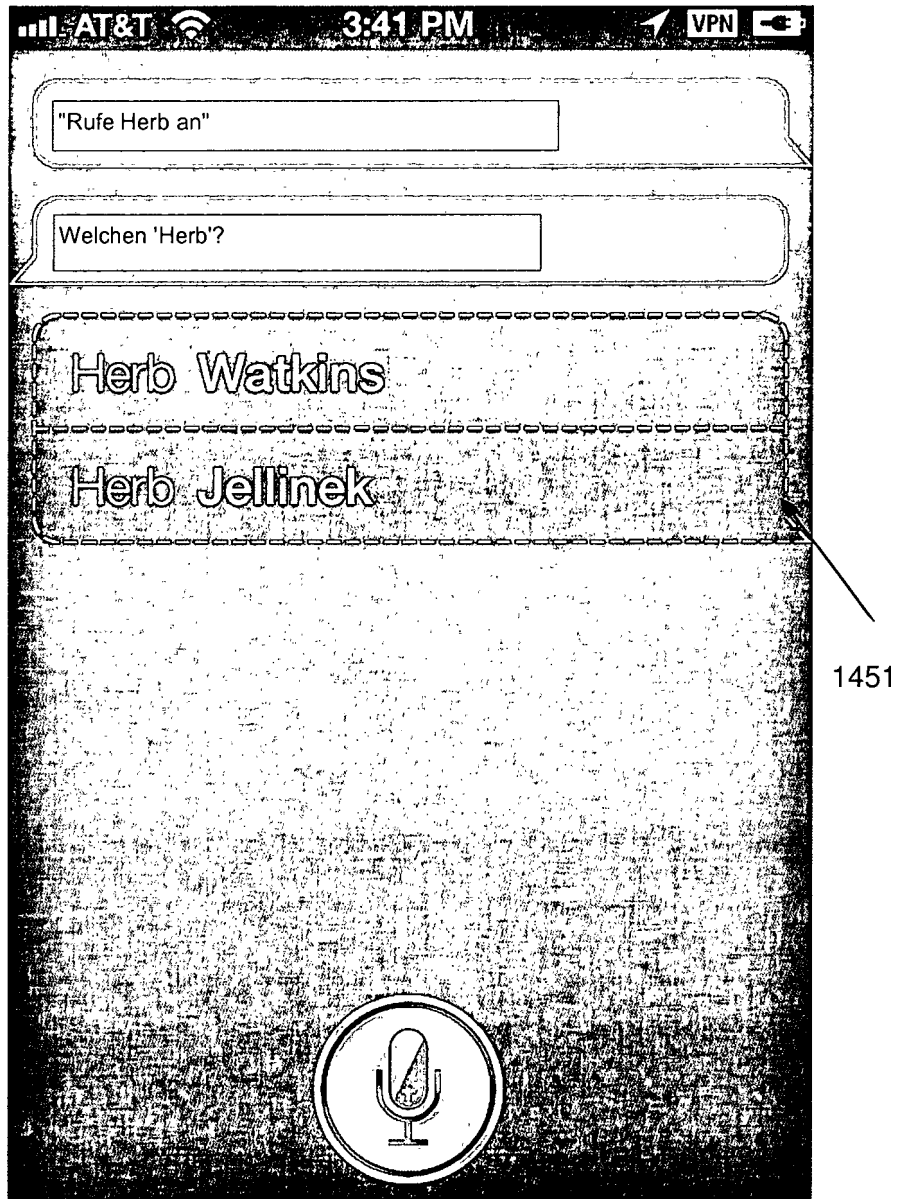 AT&T 3:41 PM VPN
"Rufe Herb an"
Welchen 'Herb'?
Herb Watkins
Herb Jellinek
1451